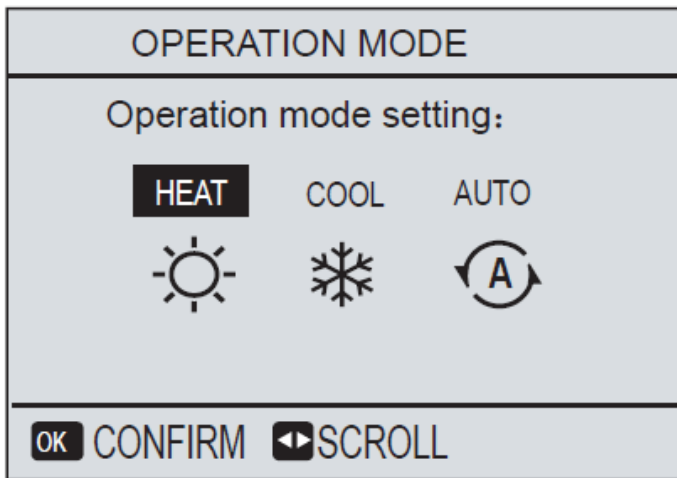 OPERATION MODE
Operation mode setting:
HEAT COOL AUTO
A
OK CONFIRM SCROLL